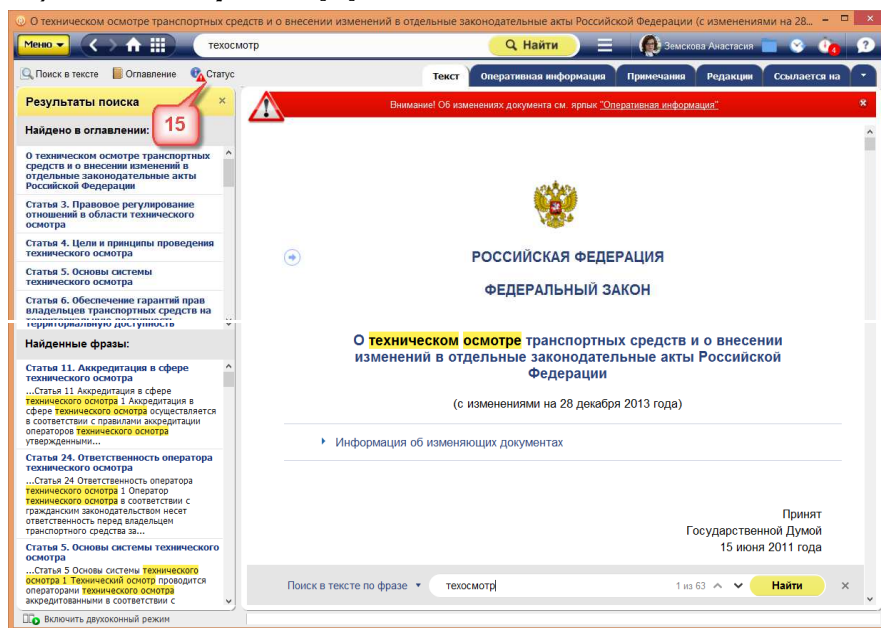 О техническом осмотре транспортных средств и о внесении изменений в отдельные законодательные акты Российской Федерации (с изменениями на 28...
Меню
техосмотр
Найти
Земскова Анастасия
4
?
Поиск в тексте
Оглавление
Статус
Текст
Оперативная информация
Примечания
Редакции
Ссылается на
Результаты поиска
×
15
Внимание! Об изменениях документа см. ярлык "Оперативная информация"
Найдено в оглавлении:
О техническом осмотре транспортных
средств и о внесении изменений в
отдельные законодательные акты
Российской Федерации
Статья 3. Правовое регулирование
отношений в области технического
осмотра
Статья 4. Цели и принципы проведения
технического осмотра
Статья 5. Основы системы
технического осмотра
Статья 6. Обеспечение гарантий прав
владельцев транспортных средств на
территориальную доступность
Найденные фразы:
Статья 11. Аккредитация в сфере
технического осмотра
...Статья 11 Аккредитация в сфере
технического осмотра 1 Аккредитация в
сфере технического осмотра осуществляется
в соответствии с правилами аккредитации
операторов технического осмотра
утвержденными...
Статья 24. Ответственность оператора
технического осмотра
...Статья 24 Ответственность оператора
технического осмотра 1 Оператор
технического осмотра в соответствии с
гражданским законодательством несет
ответственность перед владельцем
транспортного средства за...
Статья 5. Основы системы технического
осмотра
...Статья 5 Основы системы технического
осмотра 1 Технический осмотр проводится
операторами технического осмотра
аккредитованными в соответствии с
РОССИЙСКАЯ ФЕДЕРАЦИЯ
ФЕДЕРАЛЬНЫЙ ЗАКОН
О техническом осмотре транспортных средств и о внесении
изменений в отдельные законодательные акты Российской
Федерации
(с изменениями на 28 декабря 2013 года)
Информация об изменяющих документах
Принят
Государственной Думой
15 июня 2011 года
Поиск в тексте по фразе
техосмотр
1 из 63
Найти
×
Включить двухоконный режим